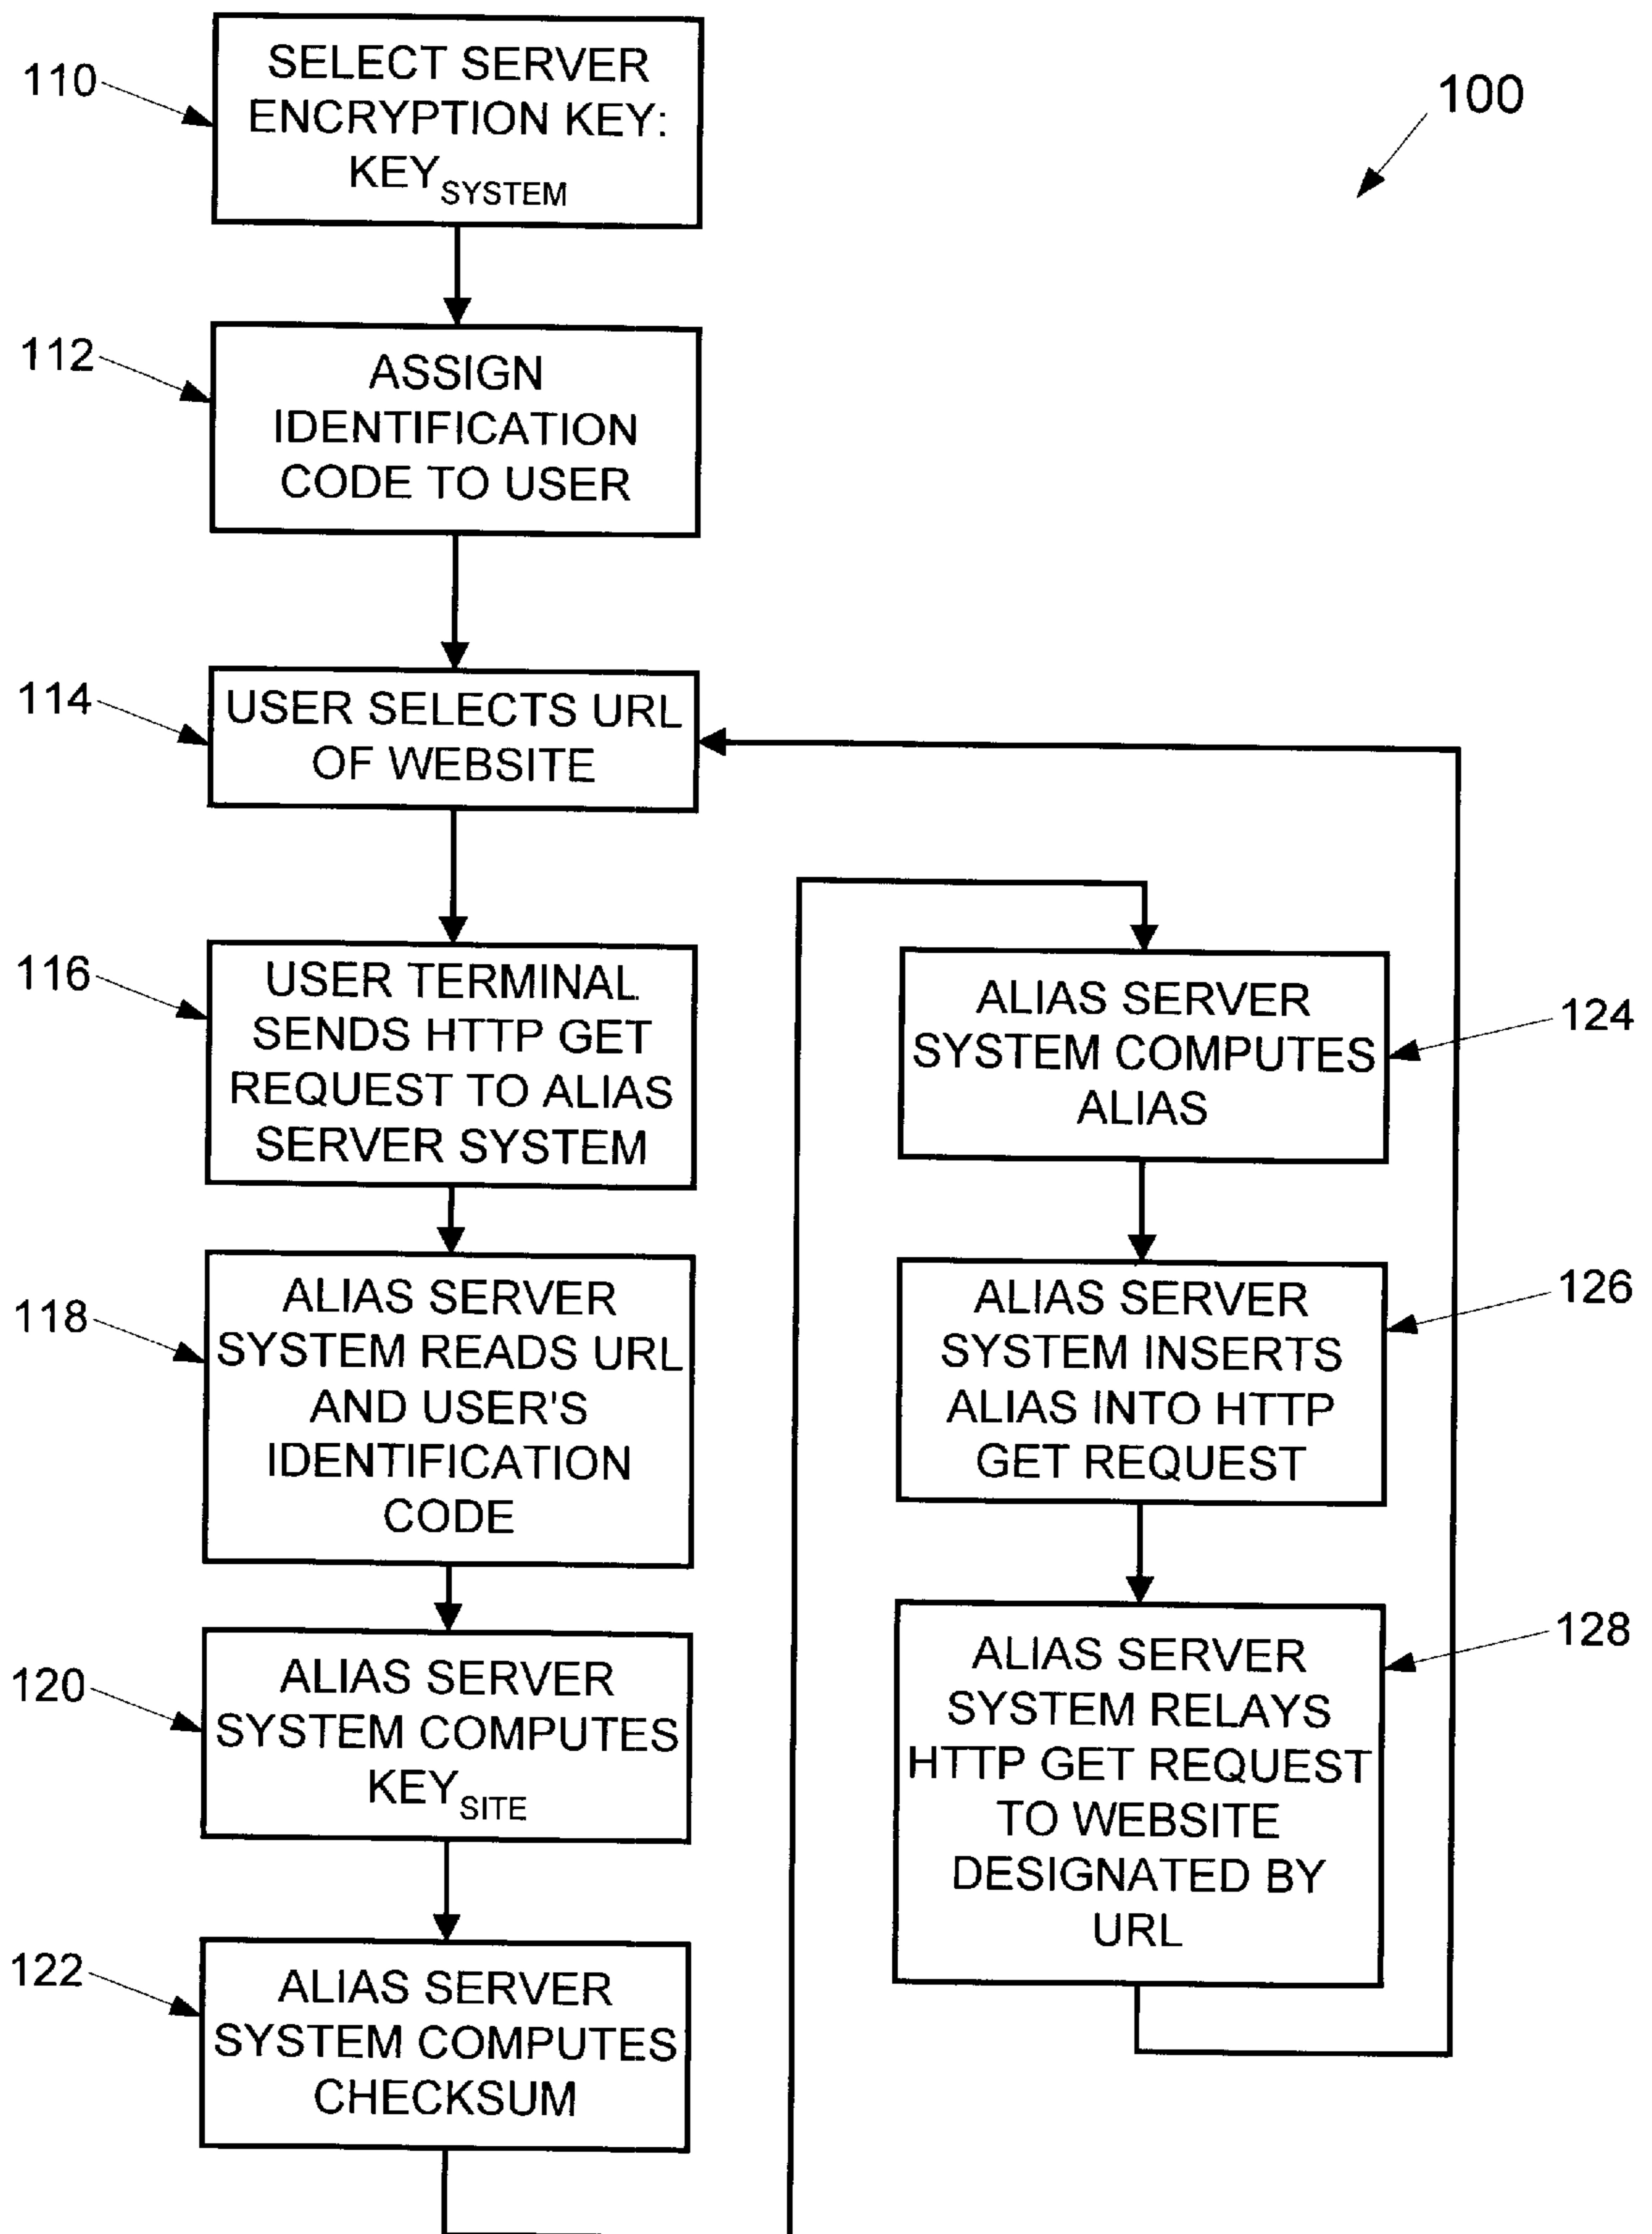 100
110
SELECT SERVER
ENCRYPTION KEY:
KEY SYSTEM
112
ASSIGN
IDENTIFICATION
CODE TO USER
114
USER SELECTS URL
OF WEBSITE
116
USER TERMINAL
SENDS HTTP GET
REQUEST TO ALIAS
SERVER SYSTEM
118
ALIAS SERVER
SYSTEM READS URL
AND USER'S
IDENTIFICATION
CODE
120
ALIAS SERVER
SYSTEM COMPUTES
KEY SITE
122
ALIAS SERVER
SYSTEM COMPUTES
CHECKSUM
124
ALIAS SERVER
SYSTEM COMPUTES
ALIAS
126
ALIAS SERVER
SYSTEM INSERTS
ALIAS INTO HTTP
GET REQUEST
128
ALIAS SERVER
SYSTEM RELAYS
HTTP GET REQUEST
TO WEBSITE
DESIGNATED BY
URL